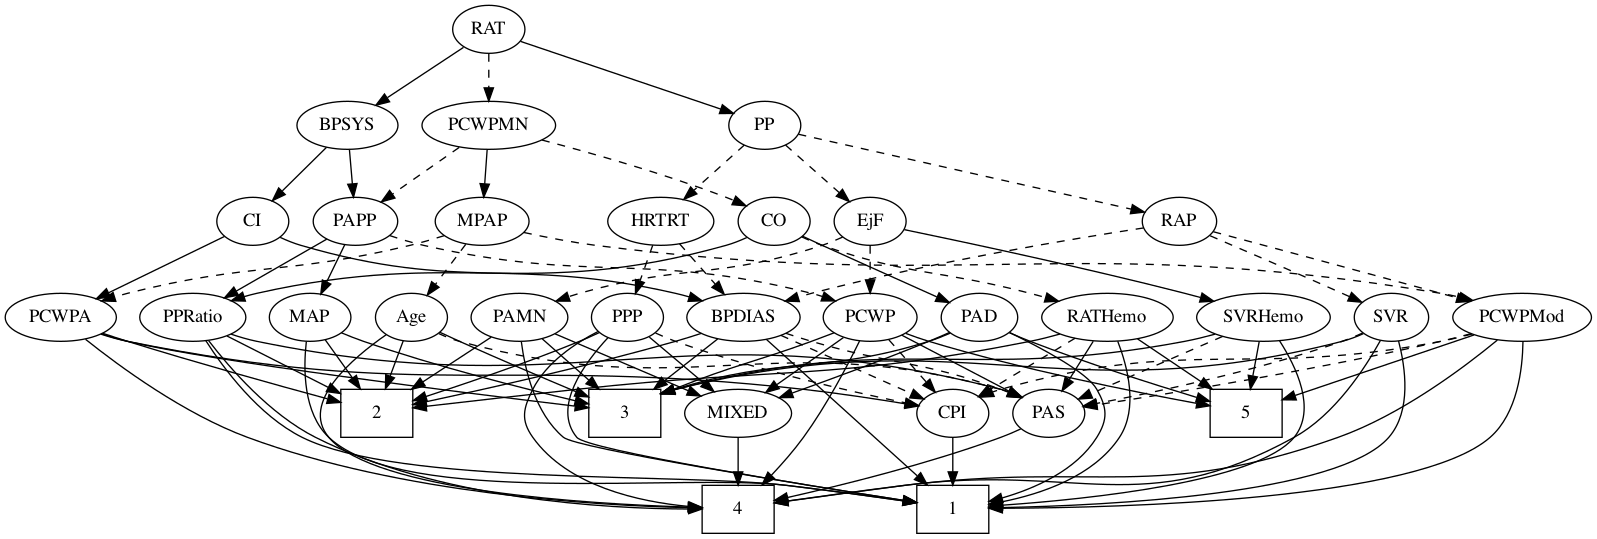 RAT
BPSYS PCWPMN PP
CI PAPP MPAP HRTRT CO EjF RAP
PCWPA PPRatio MAP Age PAMN PPP BPDIAS PCWP PAD RATHemo SVRHemo SVR PCWPMod
2 3 MIXED CPI PAS 5
4 1